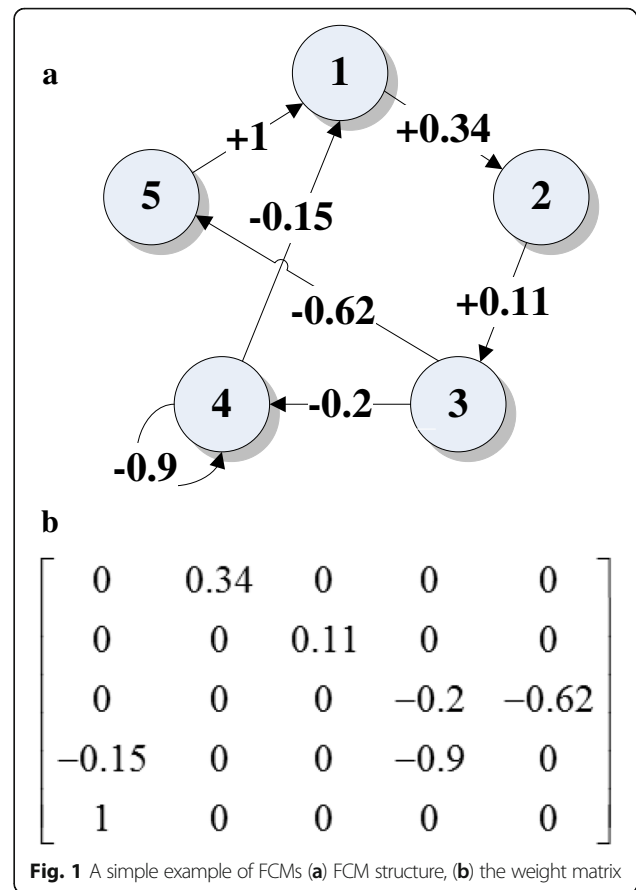 a
1
+0.34
+1
5
2
-0.15
+0.11
-0.62
4
-0.2
3
-0.9
b
0 0.34 0 0 0
0 0 0.11 0 0
0 0 0 −0.2 −0.62
−0.15 0 0 −0.9 0
1 0 0 0 0
Fig. 1 A simple example of FCMs (a) FCM structure, (b) the weight matrix